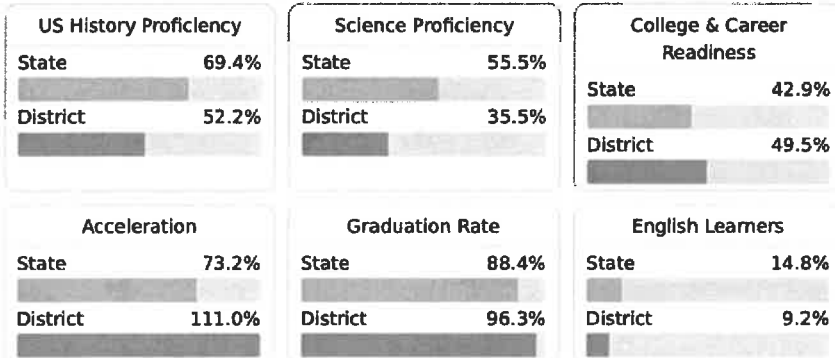 US History Proficiency
State 69.4%
District 52.2%
Science Proficiency
State 55.5%
District 35.5%
College & Career
Readiness
State 42.9%
District 49.5%
Acceleration
State 73.2%
District 111.0%
Graduation Rate
State 88.4%
District 96.3%
English Learners
State 14.8%
District 9.2%